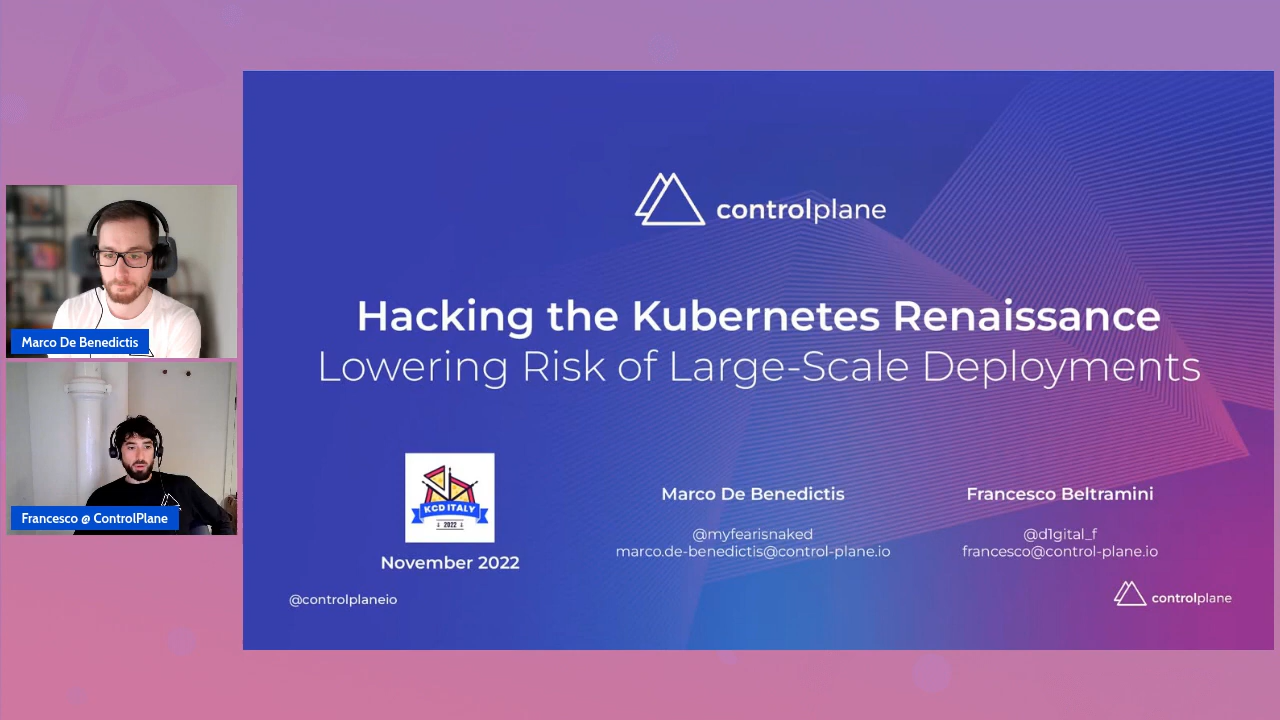 controlplane
Hacking the Kubernetes Renaissance
Lowering Risk of Large-Scale Deployments
Marco De Benedictis
Francesco @ ControlPlane
KCD ITALY
2022
November 2022
@controlplaneio
Marco De Benedictis
@myfearisnaked
marco.de-benedictis@control-plane.io
Francesco Beltramini
@d1gital_f
francesco@control-plane.io
controlplane